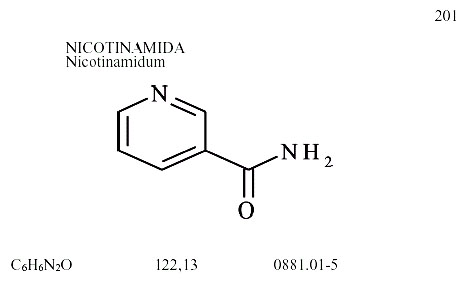 201
NICOTINAMIDA
Nicotinamidum
N
NH₂
O
C₆H₆N₂O 122,13 0881.01-5